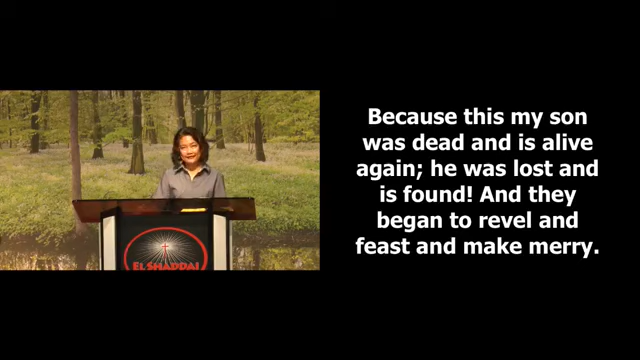 Because this my son
was dead and is alive
again; he was lost and
is found! And they
began to revel and
feast and make merry.
EL SHADDAI